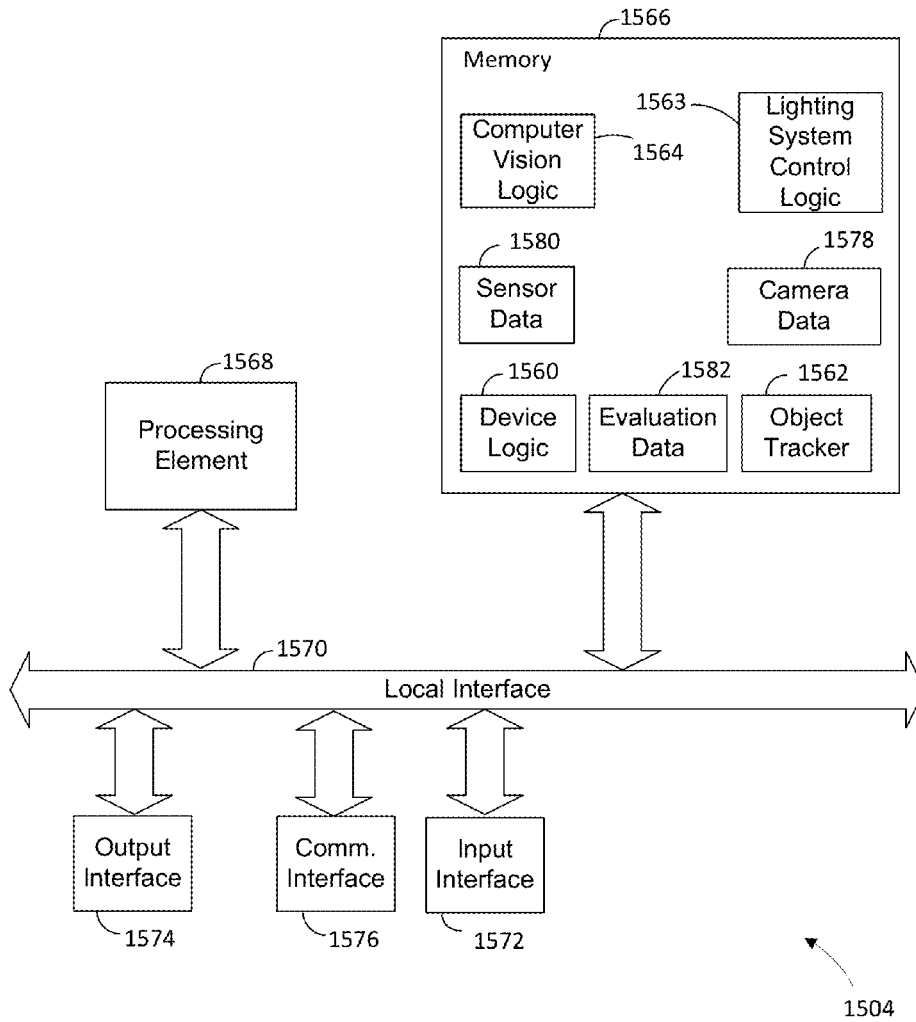 1566
Memory
Computer
Vision
Logic
1564
1563
Lighting
System
Control
Logic
1580
Sensor
Data
1578
Camera
Data
1568
Processing
Element
1560
Device
Logic
1582
Evaluation
Data
1562
Object
Tracker
1570
Local Interface
Output
Interface
1574
Comm.
Interface
1576
Input
Interface
1572
1504